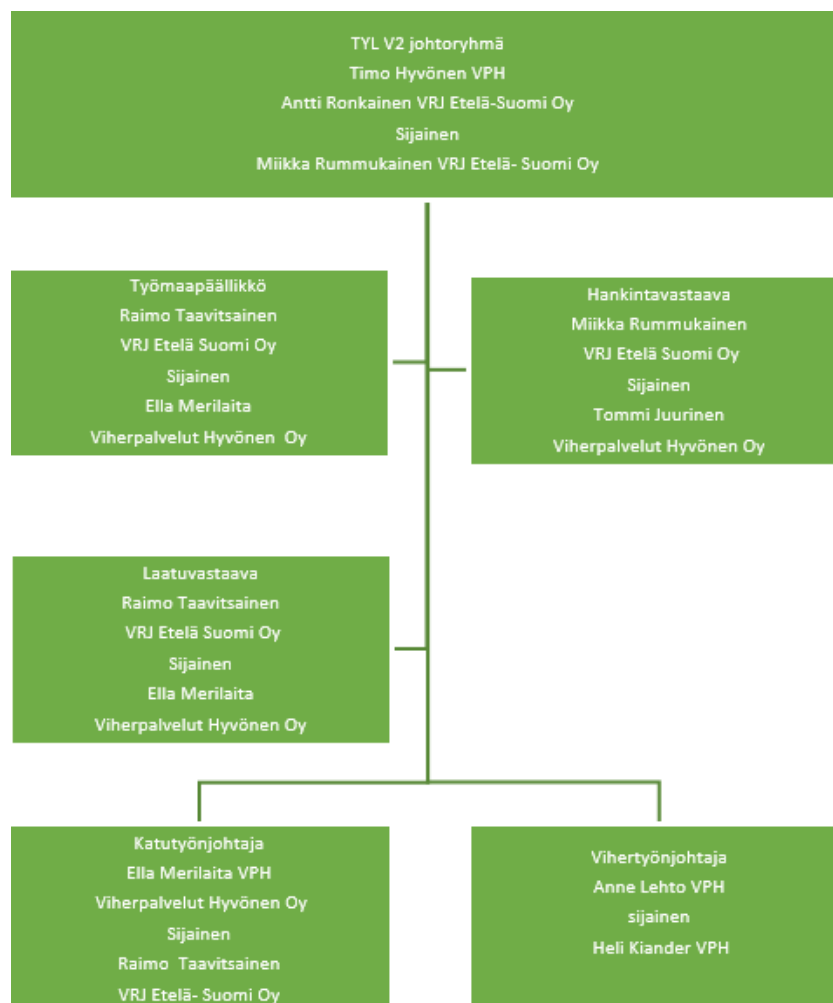 TYL V2 johtoryhmä
Timo Hyvönen VPH
Antti Ronkainen VRJ Etelä-Suomi Oy
Sijainen
Miikka Rummukainen VRJ Etelä- Suomi Oy
Työmaapäällikkö
Raimo Taavitsainen
VRJ Etelä Suomi Oy
Sijainen
Ella Merilaita
Viherpalvelut Hyvönen  Oy
Hankintavastaava
Miikka Rummukainen
VRJ Etelä Suomi Oy
Sijainen
Tommi Juurinen
Viherpalvelut Hyvönen Oy
Laatuvastaava
Raimo Taavitsainen
VRJ Etelä Suomi Oy
Sijainen
Ella Merilaita
Viherpalvelut Hyvönen Oy
Katutyönjohtaja
Ella Merilaita VPH
Viherpalvelut Hyvönen Oy
Sijainen
Raimo  Taavitsainen
VRJ Etelä- Suomi Oy
Vihertyönjohtaja
Anne Lehto VPH
sijainen
Heli Kiander VPH